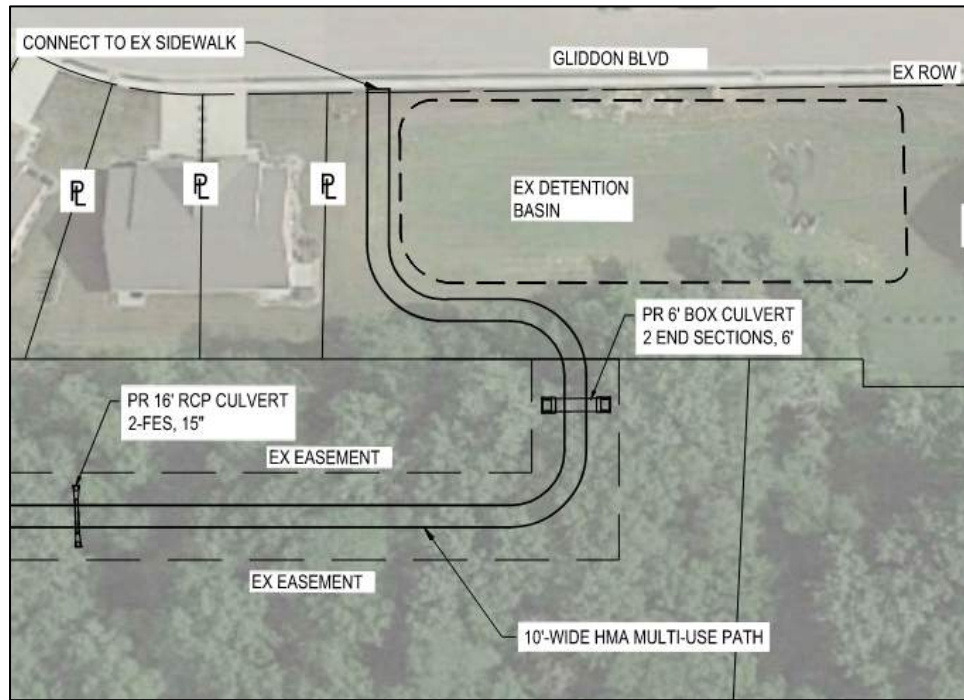 CONNECT TO EX SIDEWALK
GLIDDON BLVD
EX ROW
PL
PL
PL
EX DETENTION
BASIN
PR 6' BOX CULVERT
2 END SECTIONS, 6'
PR 16' RCP CULVERT
2-FES, 15"
EX EASEMENT
EX EASEMENT
10'-WIDE HMA MULTI-USE PATH